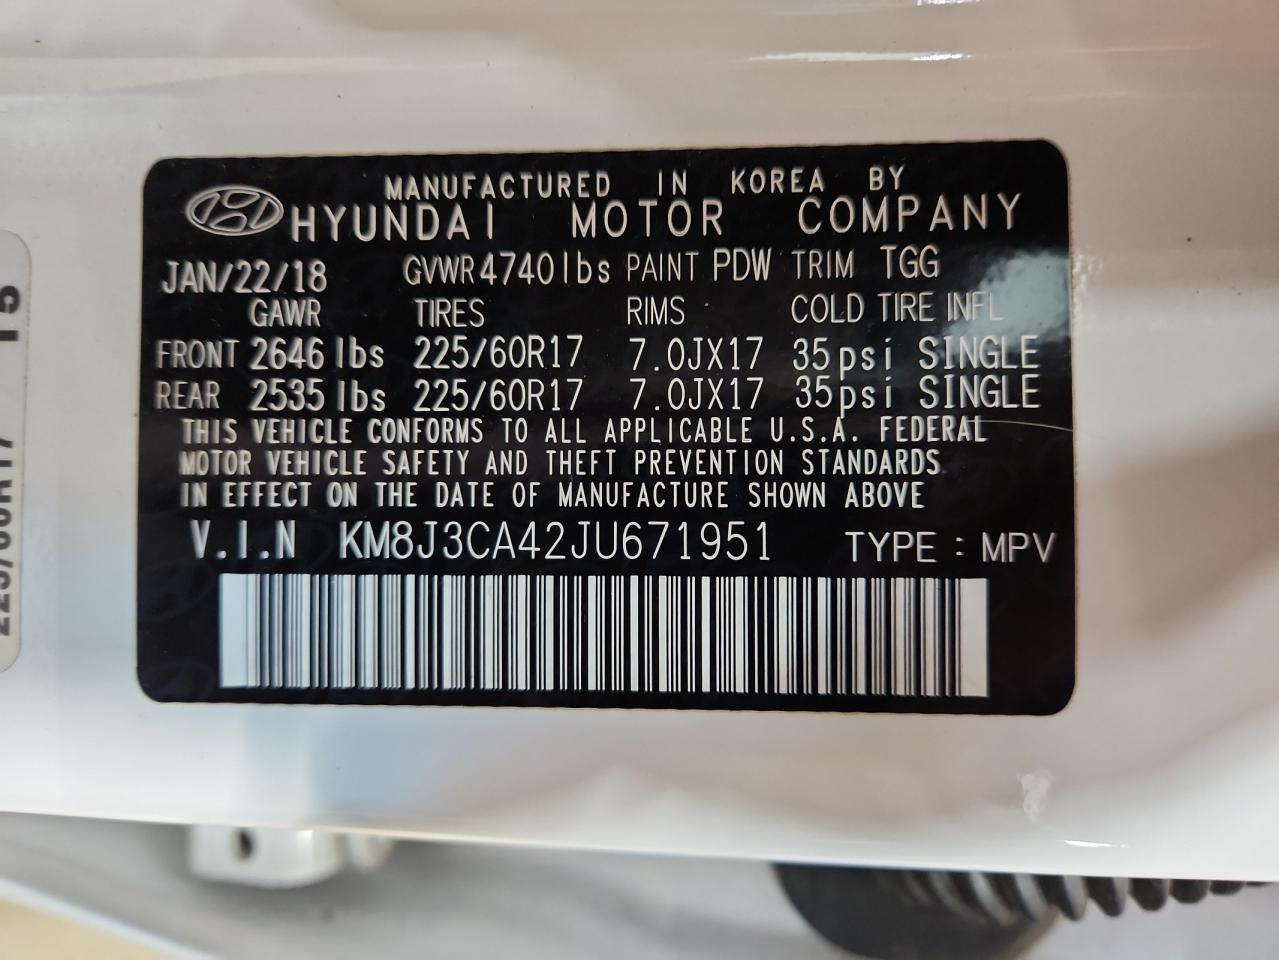 MANUFACTURED IN KOREA BY
HYUNDAI MOTOR COMPANY
JAN/22/18 GVWR 4740lbs PAINT PDW TRIM TGG
GAWR TIRES RIMS COLD TIRE INFL
FRONT 2646 lbs 225/60R17 7.0JX17 35psi SINGLE
REAR 2535 lbs 225/60R17 7.0JX17 35psi SINGLE
THIS VEHICLE CONFORMS TO ALL APPLICABLE U.S.A. FEDERAL
MOTOR VEHICLE SAFETY AND THEFT PREVENTION STANDARDS
IN EFFECT ON THE DATE OF MANUFACTURE SHOWN ABOVE
V.I.N KM8J3CA42JU671951 TYPE : MPV